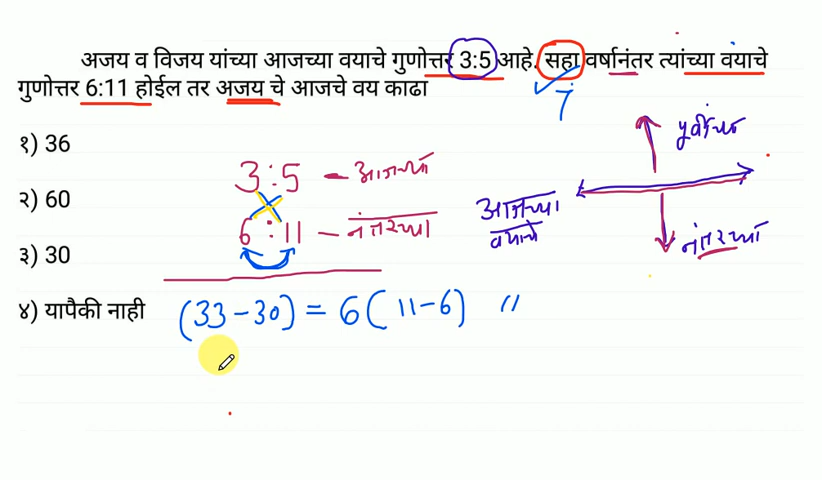 अजय व विजय यांच्या आजच्या वयाचे गुणोत्तर 3:5 आहे. सहा वर्षानंतर त्यांच्या वयाचे
गुणोत्तर 6:11 होईल तर अजय चे आजचे वय काढा
१) 36
२) 60
३) 30
४) यापैकी नाही
7
3:5 - आजच्या
6:11 - नंतरच्या
(33-30) = 6(11-6) "
पुर्वीच्या
आजच्या
वयाचे
नंतरच्या